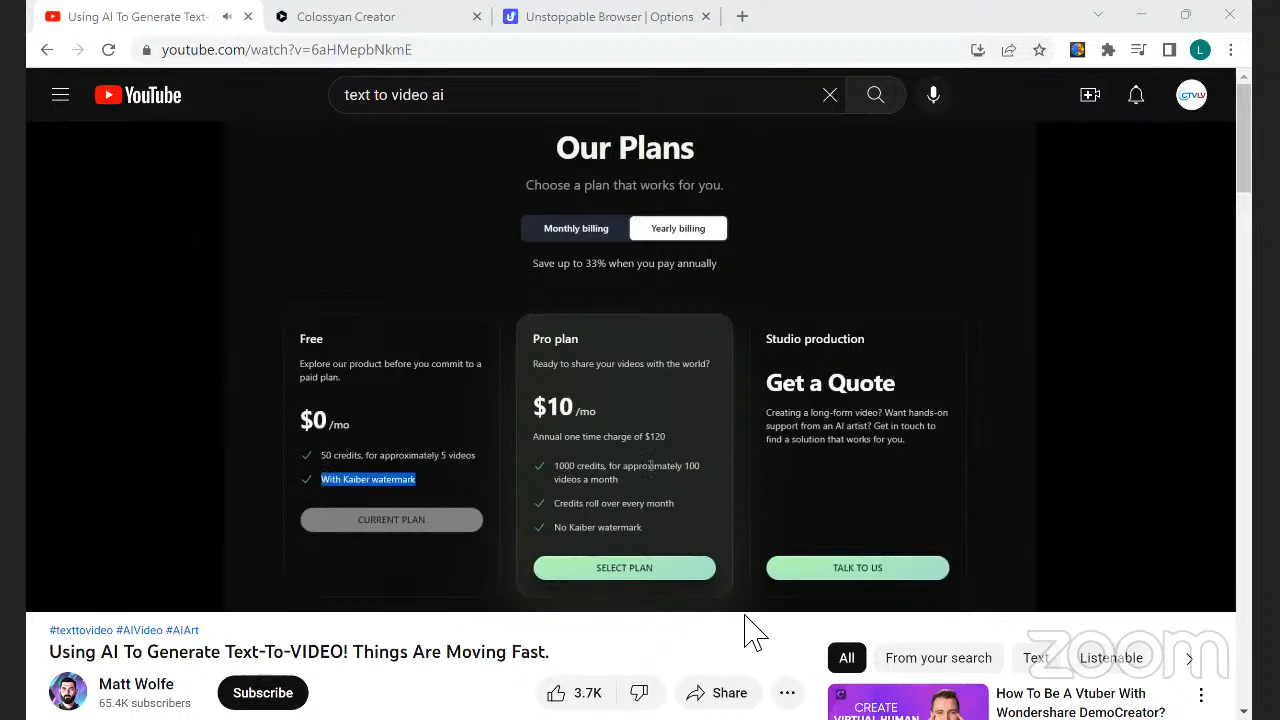 Using AI To Generate Text-
Colossyan Creator
Unstoppable Browser | Options
youtube.com/watch?v=6aHMepbNkmE
L
YouTube
text to video ai
CTVLV
Our Plans
Choose a plan that works for you.
Monthly billing
Yearly billing
Save up to 33% when you pay annually
Free
Explore our product before you commit to a
paid plan.
$0 /mo
50 credits, for approximately 5 videos
With Kaiber watermark
CURRENT PLAN
Pro plan
Ready to share your videos with the world?
$10 /mo
Annual one time charge of $120
1000 credits, for approximately 100
videos a month
Credits roll over every month
No Kaiber watermark
SELECT PLAN
Studio production
Get a Quote
Creating a long-form video? Want hands-on
support from an AI artist? Get in touch to
find a solution that works for you.
TALK TO US
#texttovideo #AIVideo #AIArt
Using AI To Generate Text-To-VIDEO! Things Are Moving Fast.
Matt Wolfe
65.4K subscribers
Subscribe
3.7K
Share
All
From your search
Text
Listenable
zoom
CREATE
VIRTUAL HUMAN
How To Be A Vtuber With
Wondershare DemoCreator?